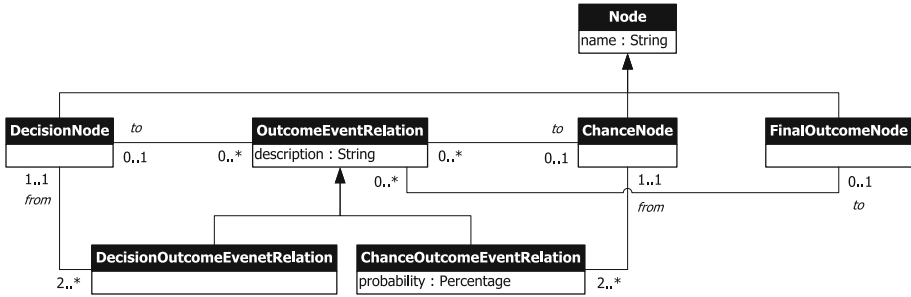 Node
name : String
DecisionNode
to
OutcomeEventRelation
to
ChanceNode
FinalOutcomeNode
0..1
0..*
description : String
0..*
0..1
1..1
from
0..*
1..1
from
0..1
to
DecisionOutcomeEvenetRelation
ChanceOutcomeEventRelation
2..*
probability : Percentage
2..*